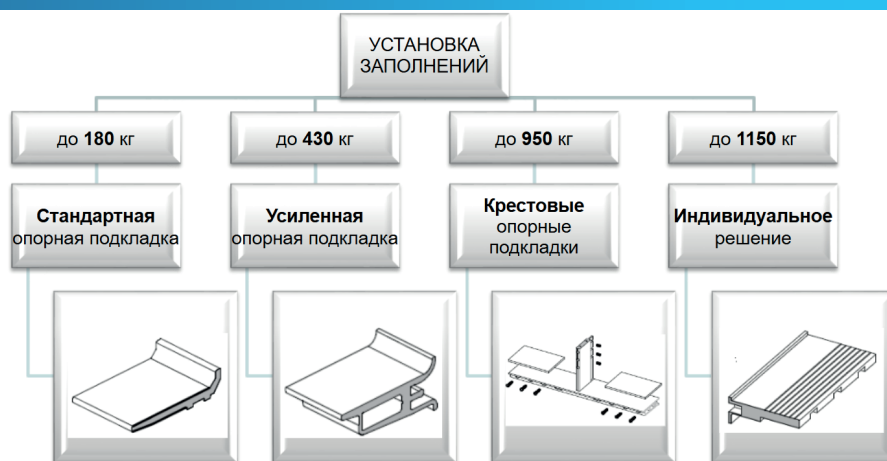 УСТАНОВКА
ЗАПОЛНЕНИЙ
до 180 кг
до 430 кг
до 950 кг
до 1150 кг
Стандартная
опорная подкладка
Усиленная
опорная подкладка
Крестовые
опорные
подкладки
Индивидуальное
решение